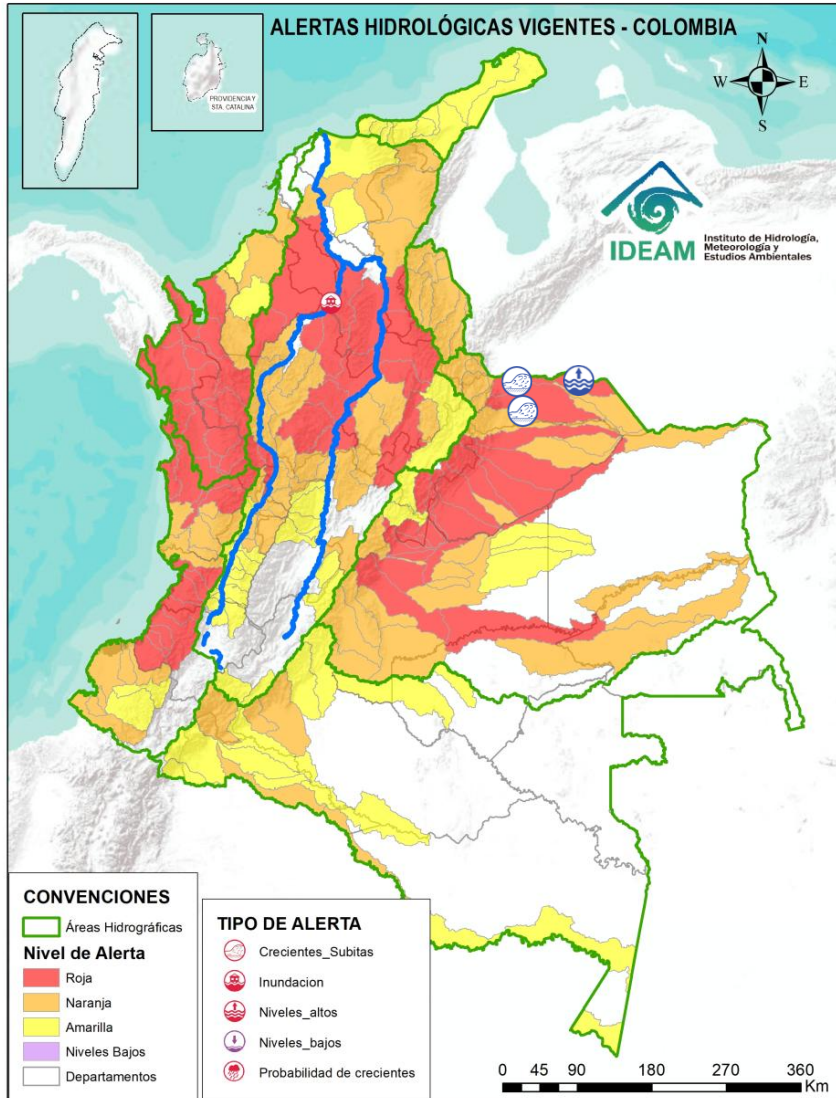 ALERTAS HIDROLÓGICAS VIGENTES - COLOMBIA
PROVIDENCIA Y
STA. CATALINA
N
W
E
S
IDEAM
Instituto de Hidrología,
Meteorología y
Estudios Ambientales
CONVENCIONES
Áreas Hidrográficas
Nivel de Alerta
Roja
Naranja
Amarilla
Niveles Bajos
Departamentos
TIPO DE ALERTA
Crecientes_Subitas
Inundacion
Niveles_altos
Niveles_bajos
Probabilidad de crecientes
0 45 90 180 270 360
Km